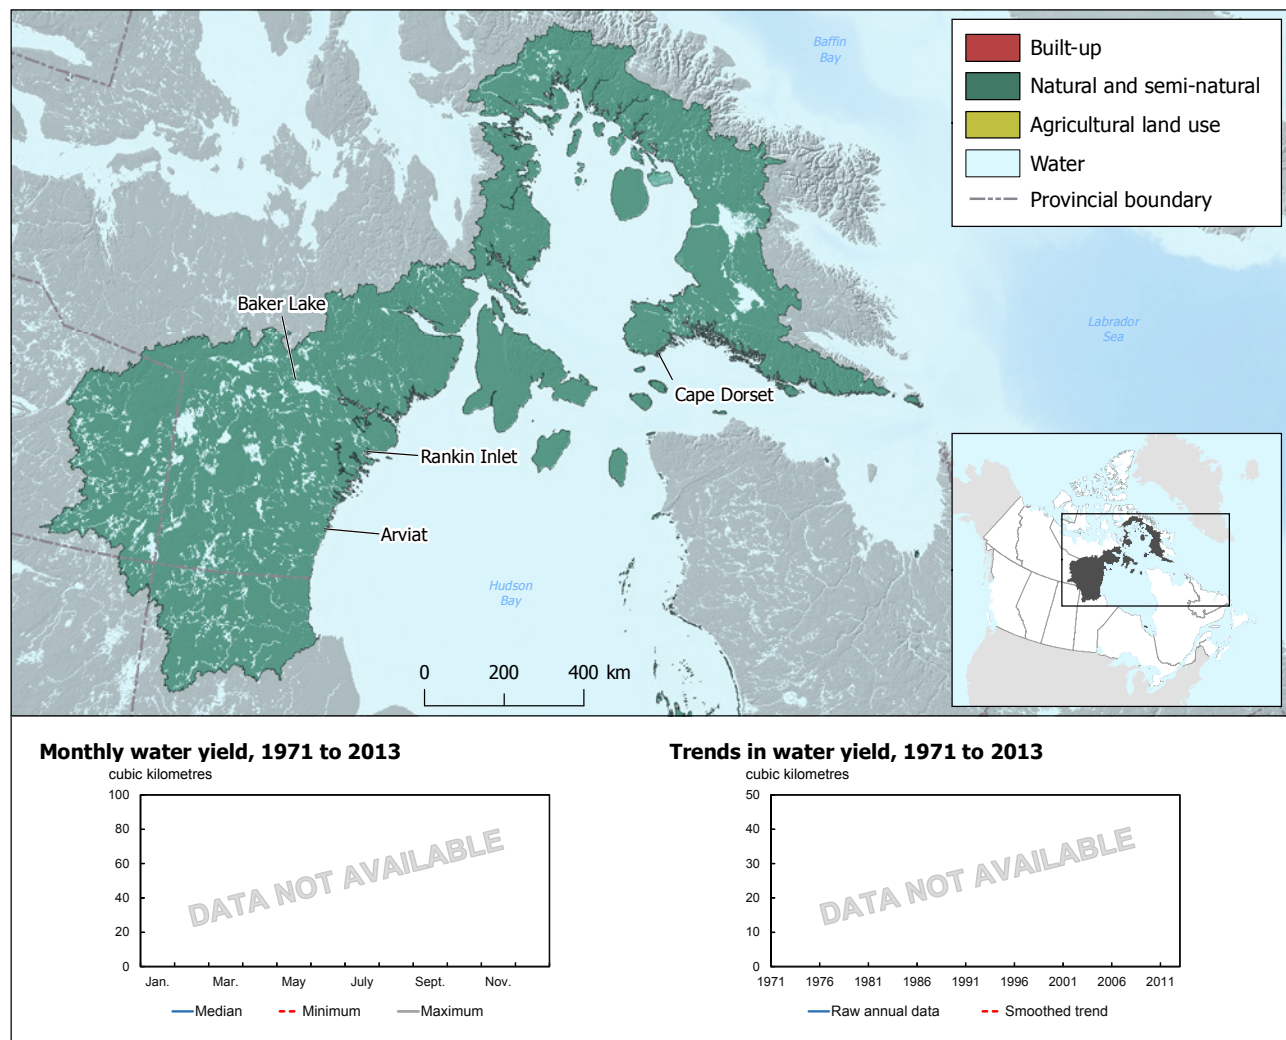 Baffin
Bay
Built-up
Natural and semi-natural
Agricultural land use
Water
Provincial boundary
Baker Lake
Labrador
Sea
Cape Dorset
Rankin Inlet
Arviat
Hudson
Bay
0 200 400 km
Monthly water yield, 1971 to 2013
cubic kilometres
100
80
60
40
20
0
DATA NOT AVAILABLE
Jan. Mar. May July Sept. Nov.
Median Minimum Maximum
Trends in water yield, 1971 to 2013
cubic kilometres
50
40
30
20
10
0
DATA NOT AVAILABLE
1971 1976 1981 1986 1991 1996 2001 2006 2011
Raw annual data Smoothed trend